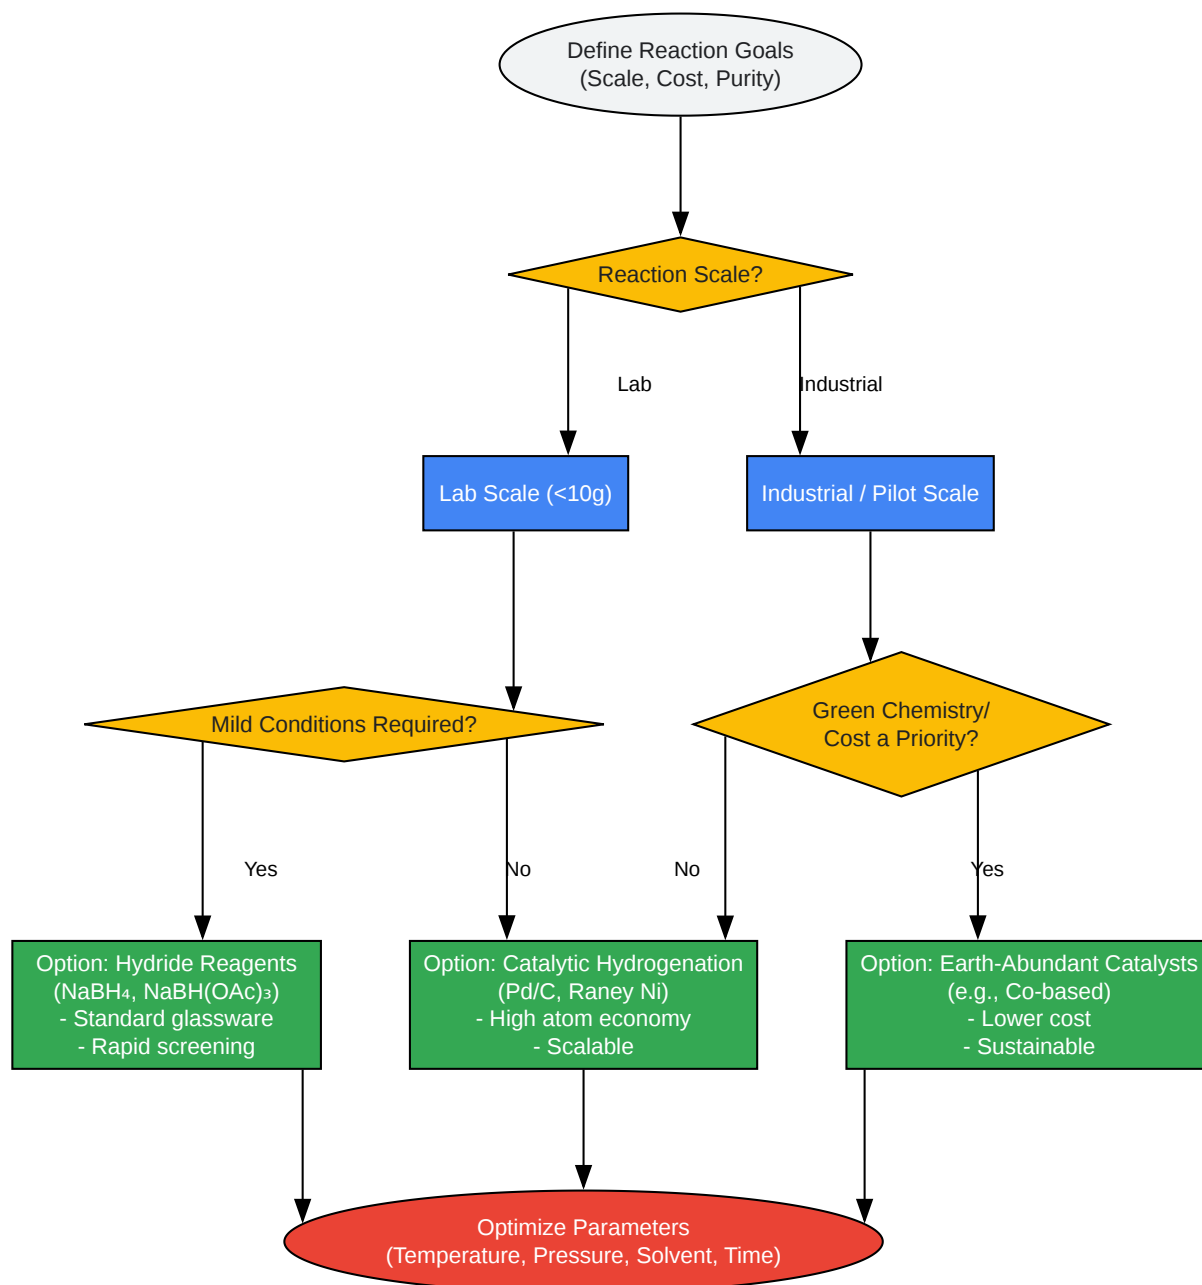 Define Reaction Goals
(Scale, Cost, Purity)
Reaction Scale?
Lab
Industrial
Lab Scale (<10g)
Industrial / Pilot Scale
Mild Conditions Required?
Green Chemistry/
Cost a Priority?
Yes
No
No
Yes
Option: Hydride Reagents
(NaBH₄, NaBH(OAc)₃)
- Standard glassware
- Rapid screening
Option: Catalytic Hydrogenation
(Pd/C, Raney Ni)
- High atom economy
- Scalable
Option: Earth-Abundant Catalysts
(e.g., Co-based)
- Lower cost
- Sustainable
Optimize Parameters
(Temperature, Pressure, Solvent, Time)